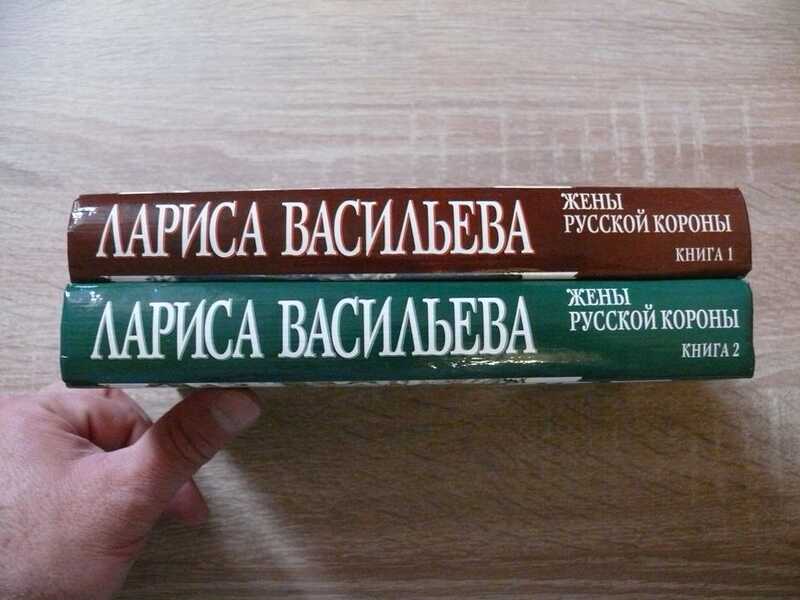 ЛАРИСА ВАСИЛЬЕВА
ЖЕНЫ
РУССКОЙ КОРОНЫ
КНИГА 1
ЛАРИСА ВАСИЛЬЕВА
ЖЕНЫ
РУССКОЙ КОРОНЫ
КНИГА 2